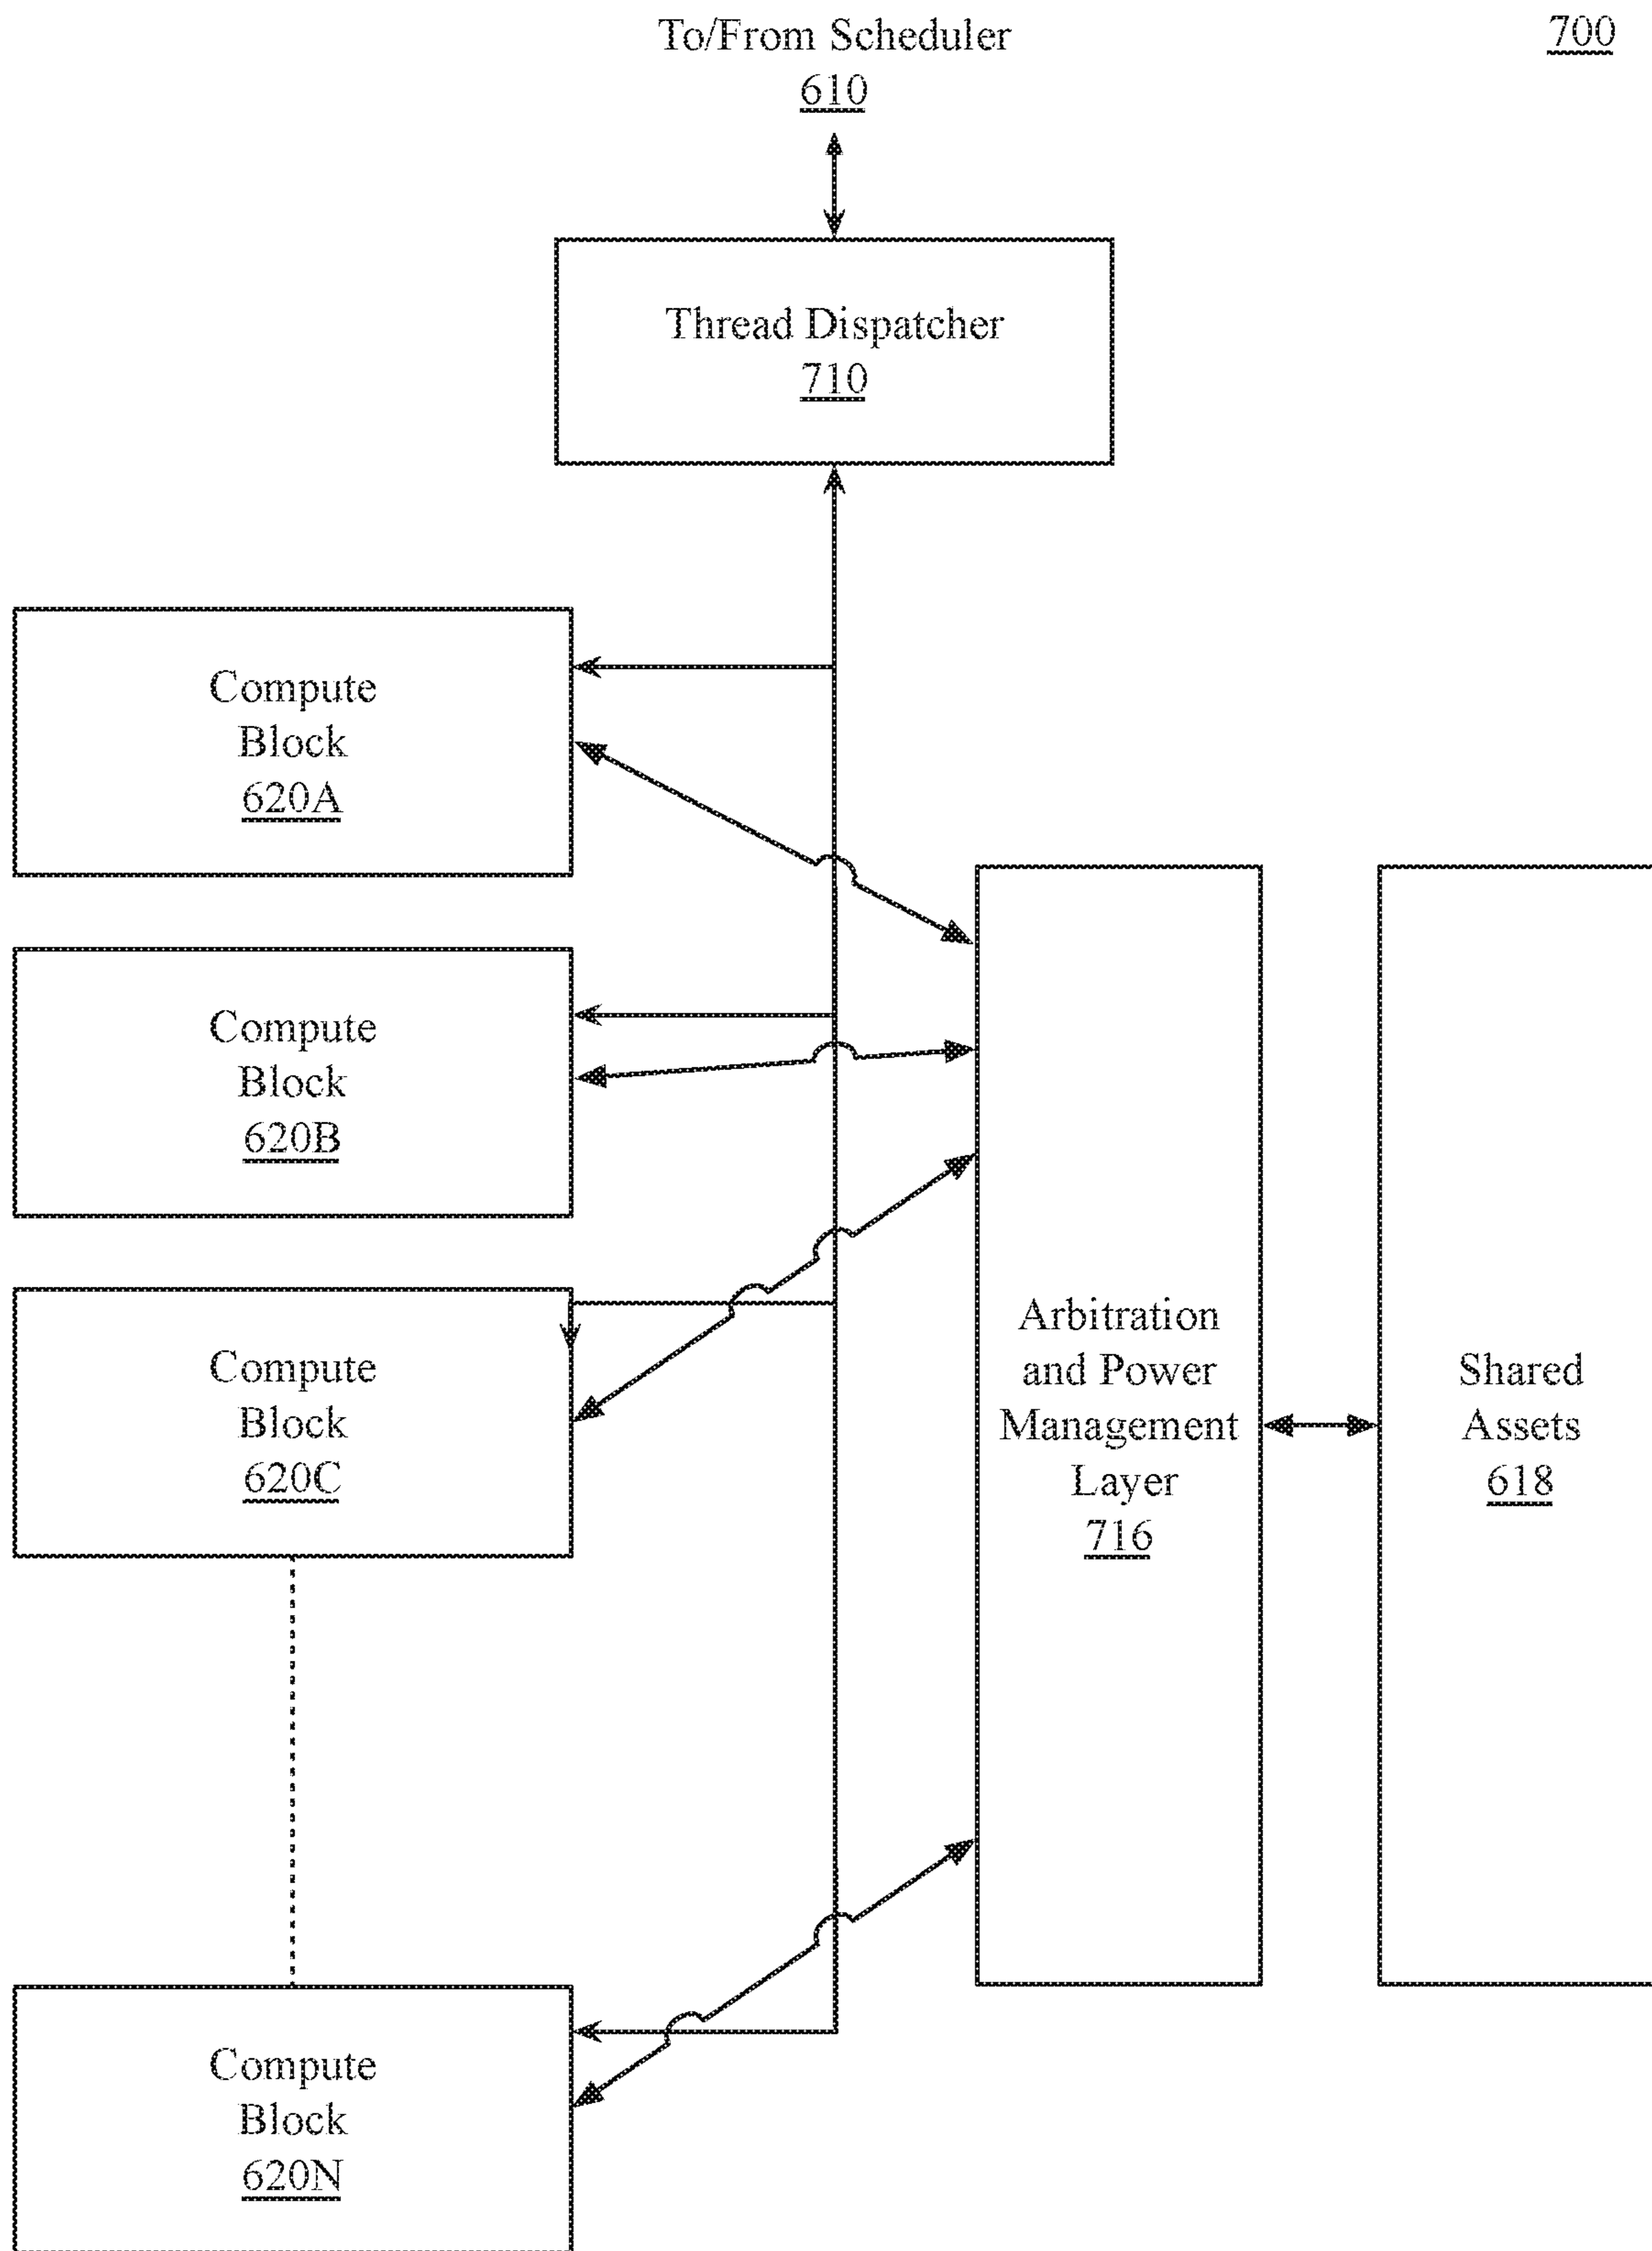 To/From Scheduler
610
700
Thread Dispatcher
710
Compute
Block
620A
Compute
Block
620B
Compute
Block
620C
Arbitration
and Power
Management
Layer
716
Shared
Assets
618
Compute
Block
620N